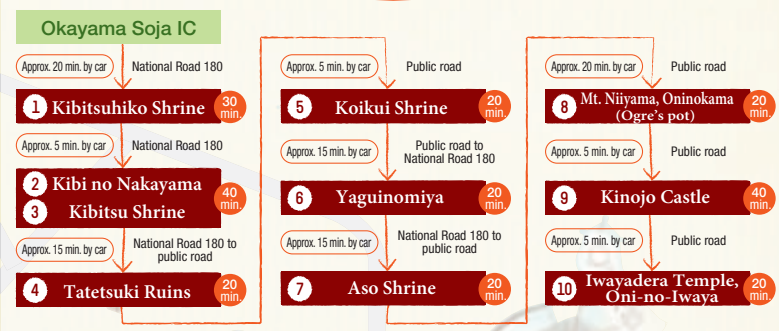 Okayama Soja IC
Approx. 20 min. by car
National Road 180
1 Kibitsuhiko Shrine
30
min.
Approx. 5 min. by car
National Road 180
2 Kibi no Nakayama
3 Kibitsu Shrine
40
min.
Approx. 15 min. by car
National Road 180 to
public road
4 Tatetsuki Ruins
20
min.
Approx. 5 min. by car
Public road
5 Koikui Shrine
20
min.
Approx. 15 min. by car
Public road to
National Road 180
6 Yaguinomiya
20
min.
Approx. 15 min. by car
National Road 180 to
public road
7 Aso Shrine
20
min.
Approx. 20 min. by car
Public road
8 Mt. Niiyama, Oninokama
(Ogre's pot)
20
min.
Approx. 5 min. by car
Public road
9 Kinojo Castle
40
min.
Approx. 5 min. by car
Public road
10 Iwayadera Temple,
Oni-no-Iwaya
20
min.